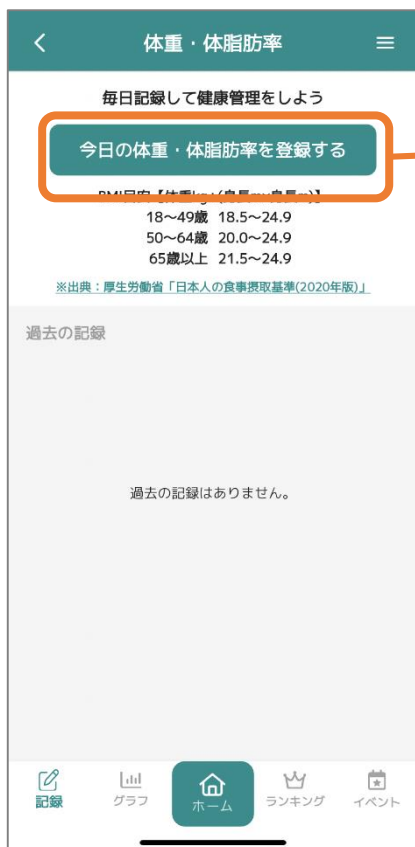 体重・体脂肪率
毎日記録して健康管理をしよう
今日の体重・体脂肪率を登録する
18〜49歳 18.5〜24.9
50〜64歳 20.0〜24.9
65歳以上 21.5〜24.9
※出典：厚生労働省「日本人の食事摂取基準(2020年版)」
過去の記録
過去の記録はありません。
記録
グラフ
ホーム
ランキング
イベント